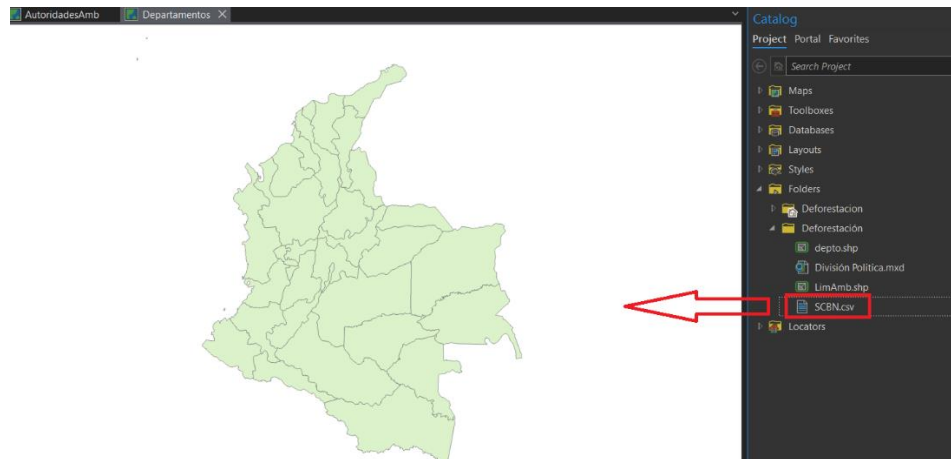 AutoridadesAmb
Departamentos
Catalog
Project Portal Favorites
Search Project
Maps
Toolboxes
Databases
Layouts
Styles
Folders
Deforestacion
Deforestación
depto.shp
División Política.mxd
LimAmb.shp
SCBN.csv
Locators